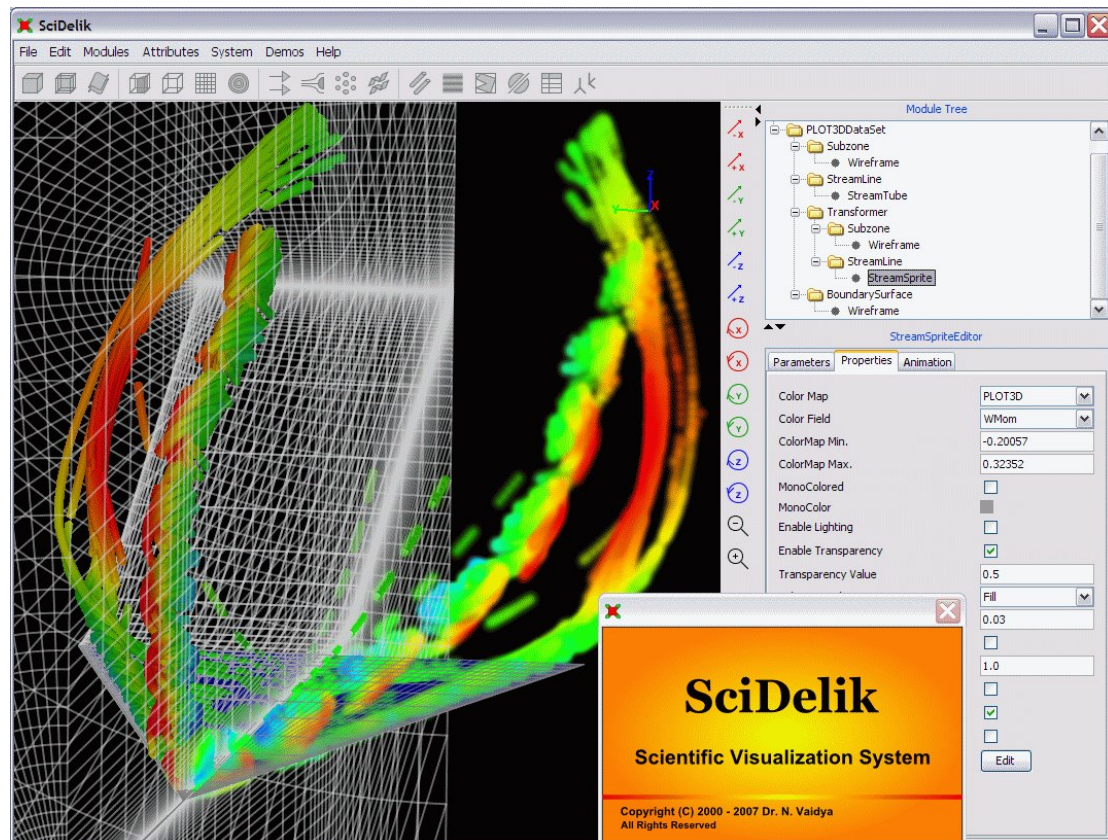 SciDelik
File Edit Modules Attributes System Demos Help
Module Tree
PLOT3DDataSet
Subzone
Wireframe
StreamLine
StreamTube
Transformer
Subzone
Wireframe
StreamLine
StreamSprite
BoundarySurface
Wireframe
-X
+X
-Y
+Y
-Z
+Z
X
X
Y
Y
Z
Z
Z
X
Y
StreamSpriteEditor
Parameters Properties Animation
Color Map PLOT3D
Color Field WMom
ColorMap Min. -0.20057
ColorMap Max. 0.32352
MonoColored
MonoColor
Enable Lighting
Enable Transparency
Transparency Value 0.5
Fill
0.03
1.0
Edit
SciDelik
Scientific Visualization System
Copyright (C) 2000 - 2007 Dr. N. Vaidya
All Rights Reserved